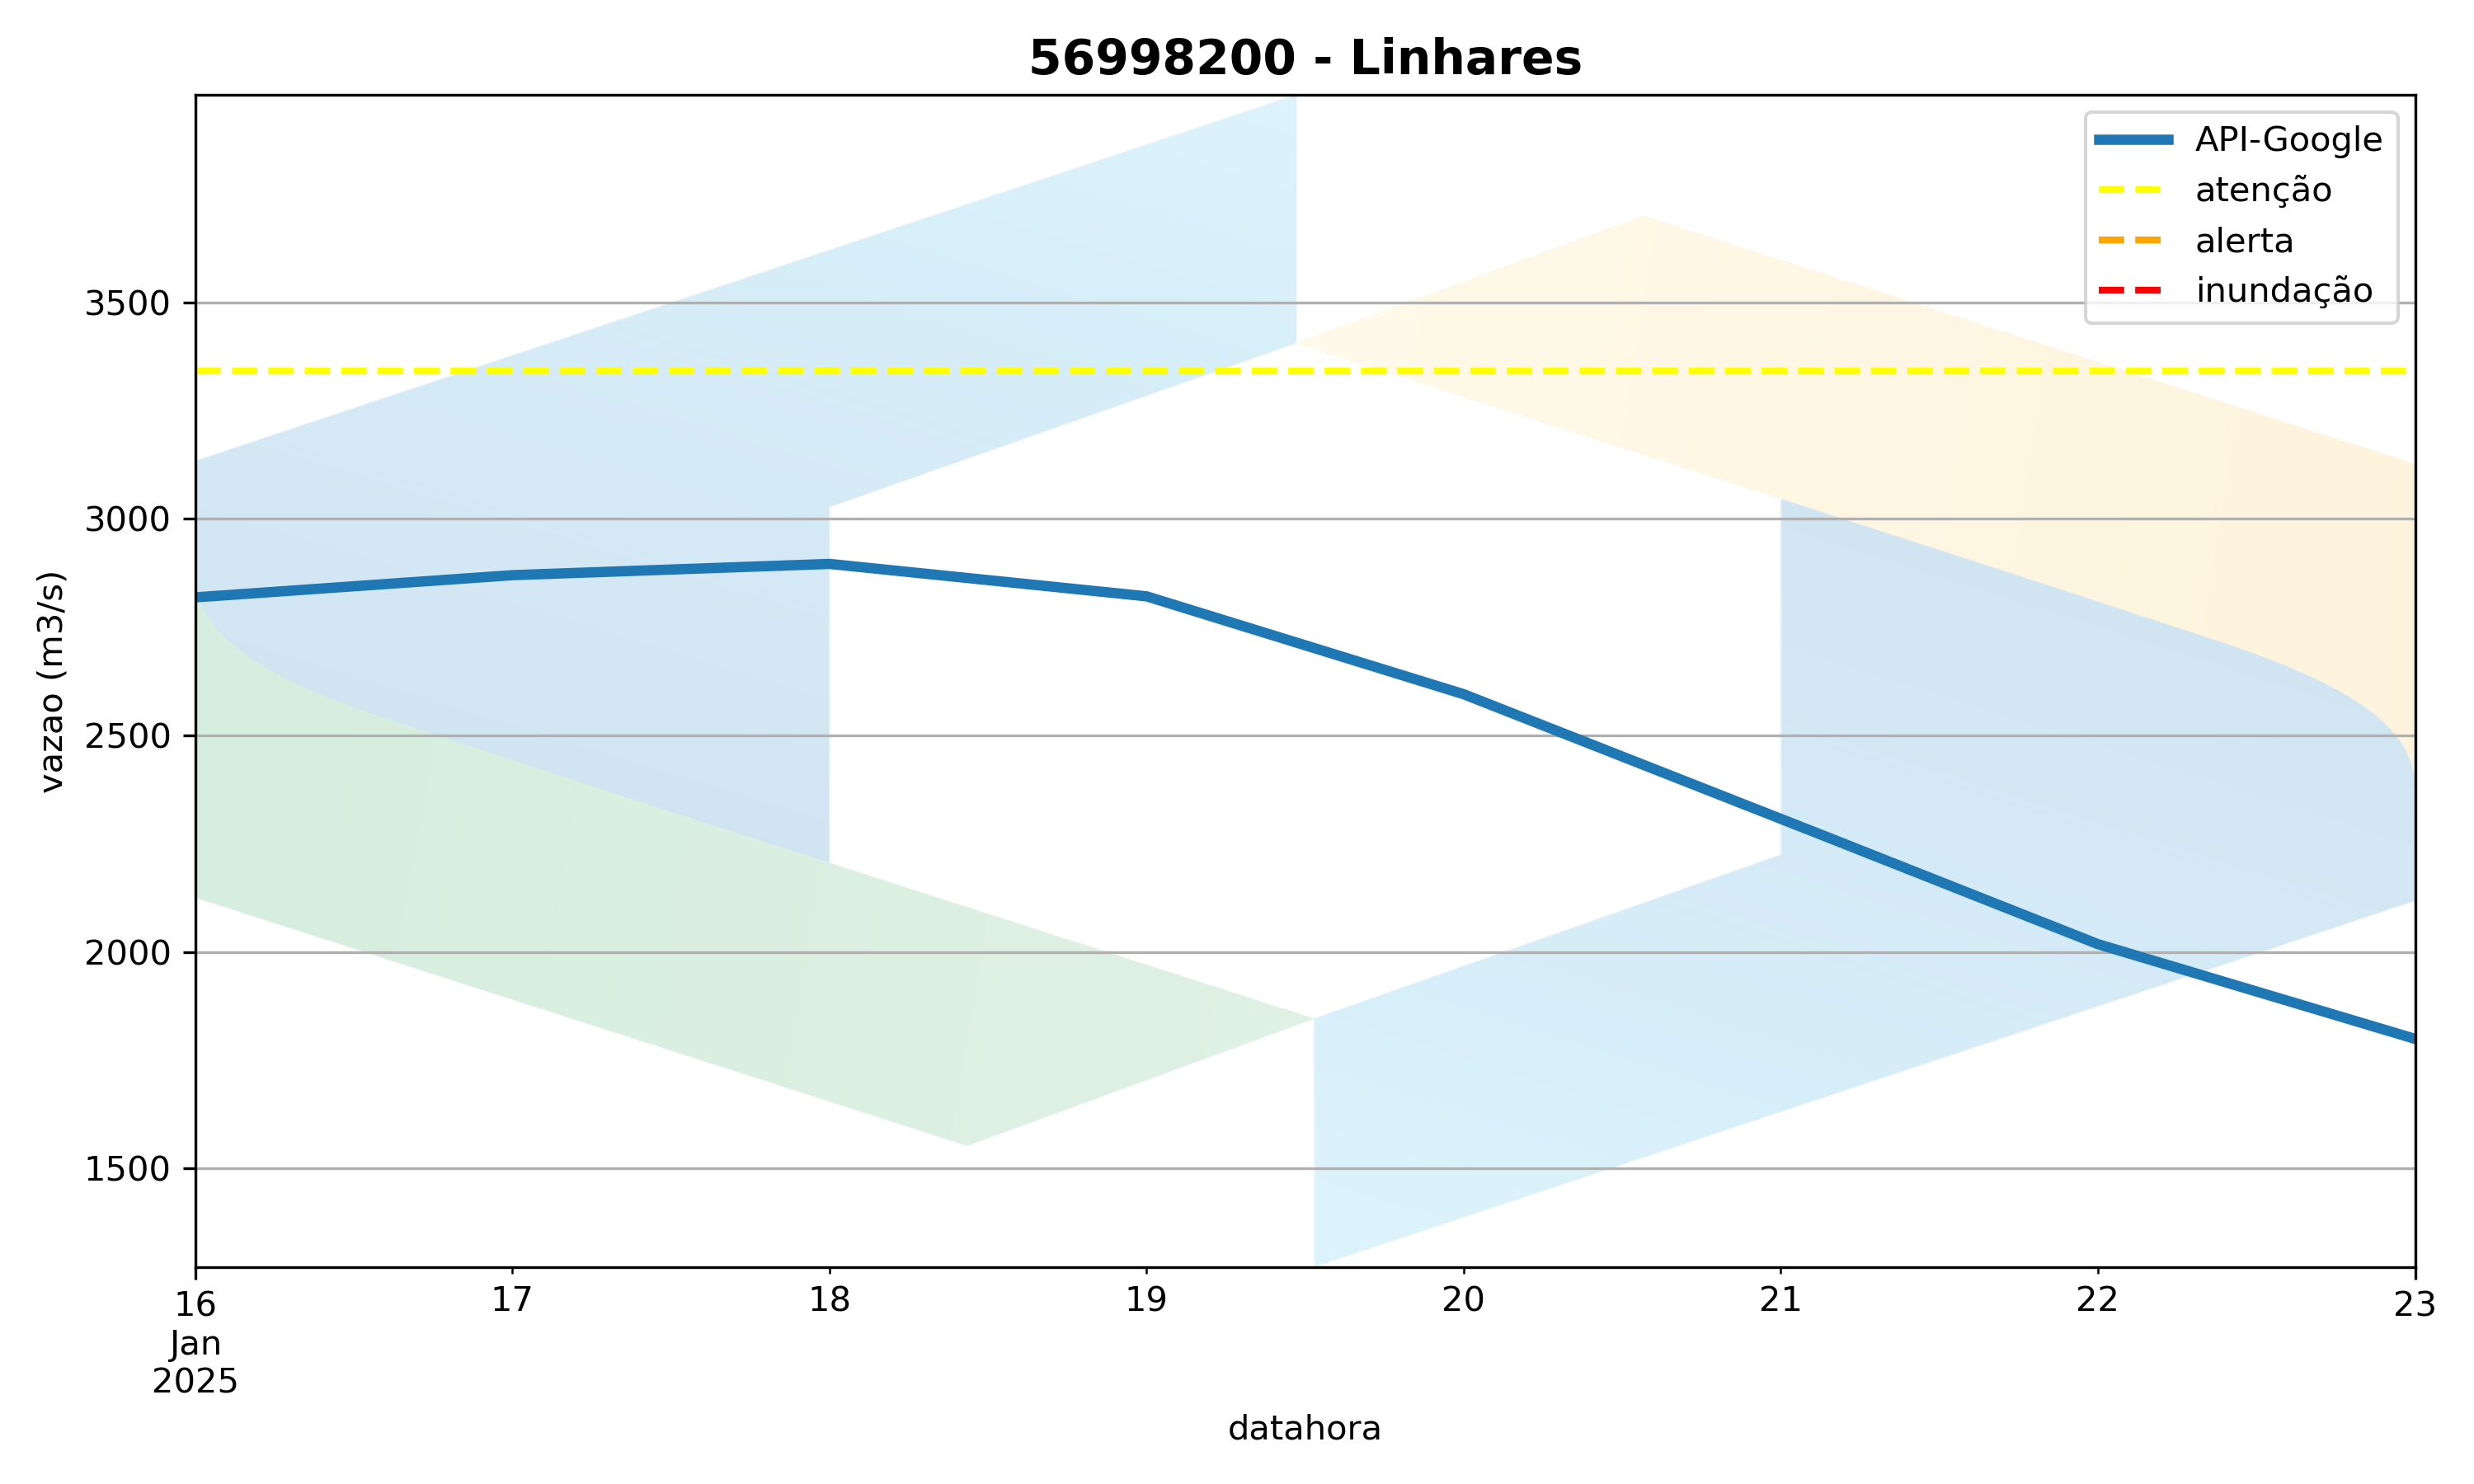 56998200 - Linhares
API-Google
atenção
alerta
inundação
vazao (m3/s)
3500
3000
2500
2000
1500
16
Jan
2025
17
18
19
20
21
22
23
datahora